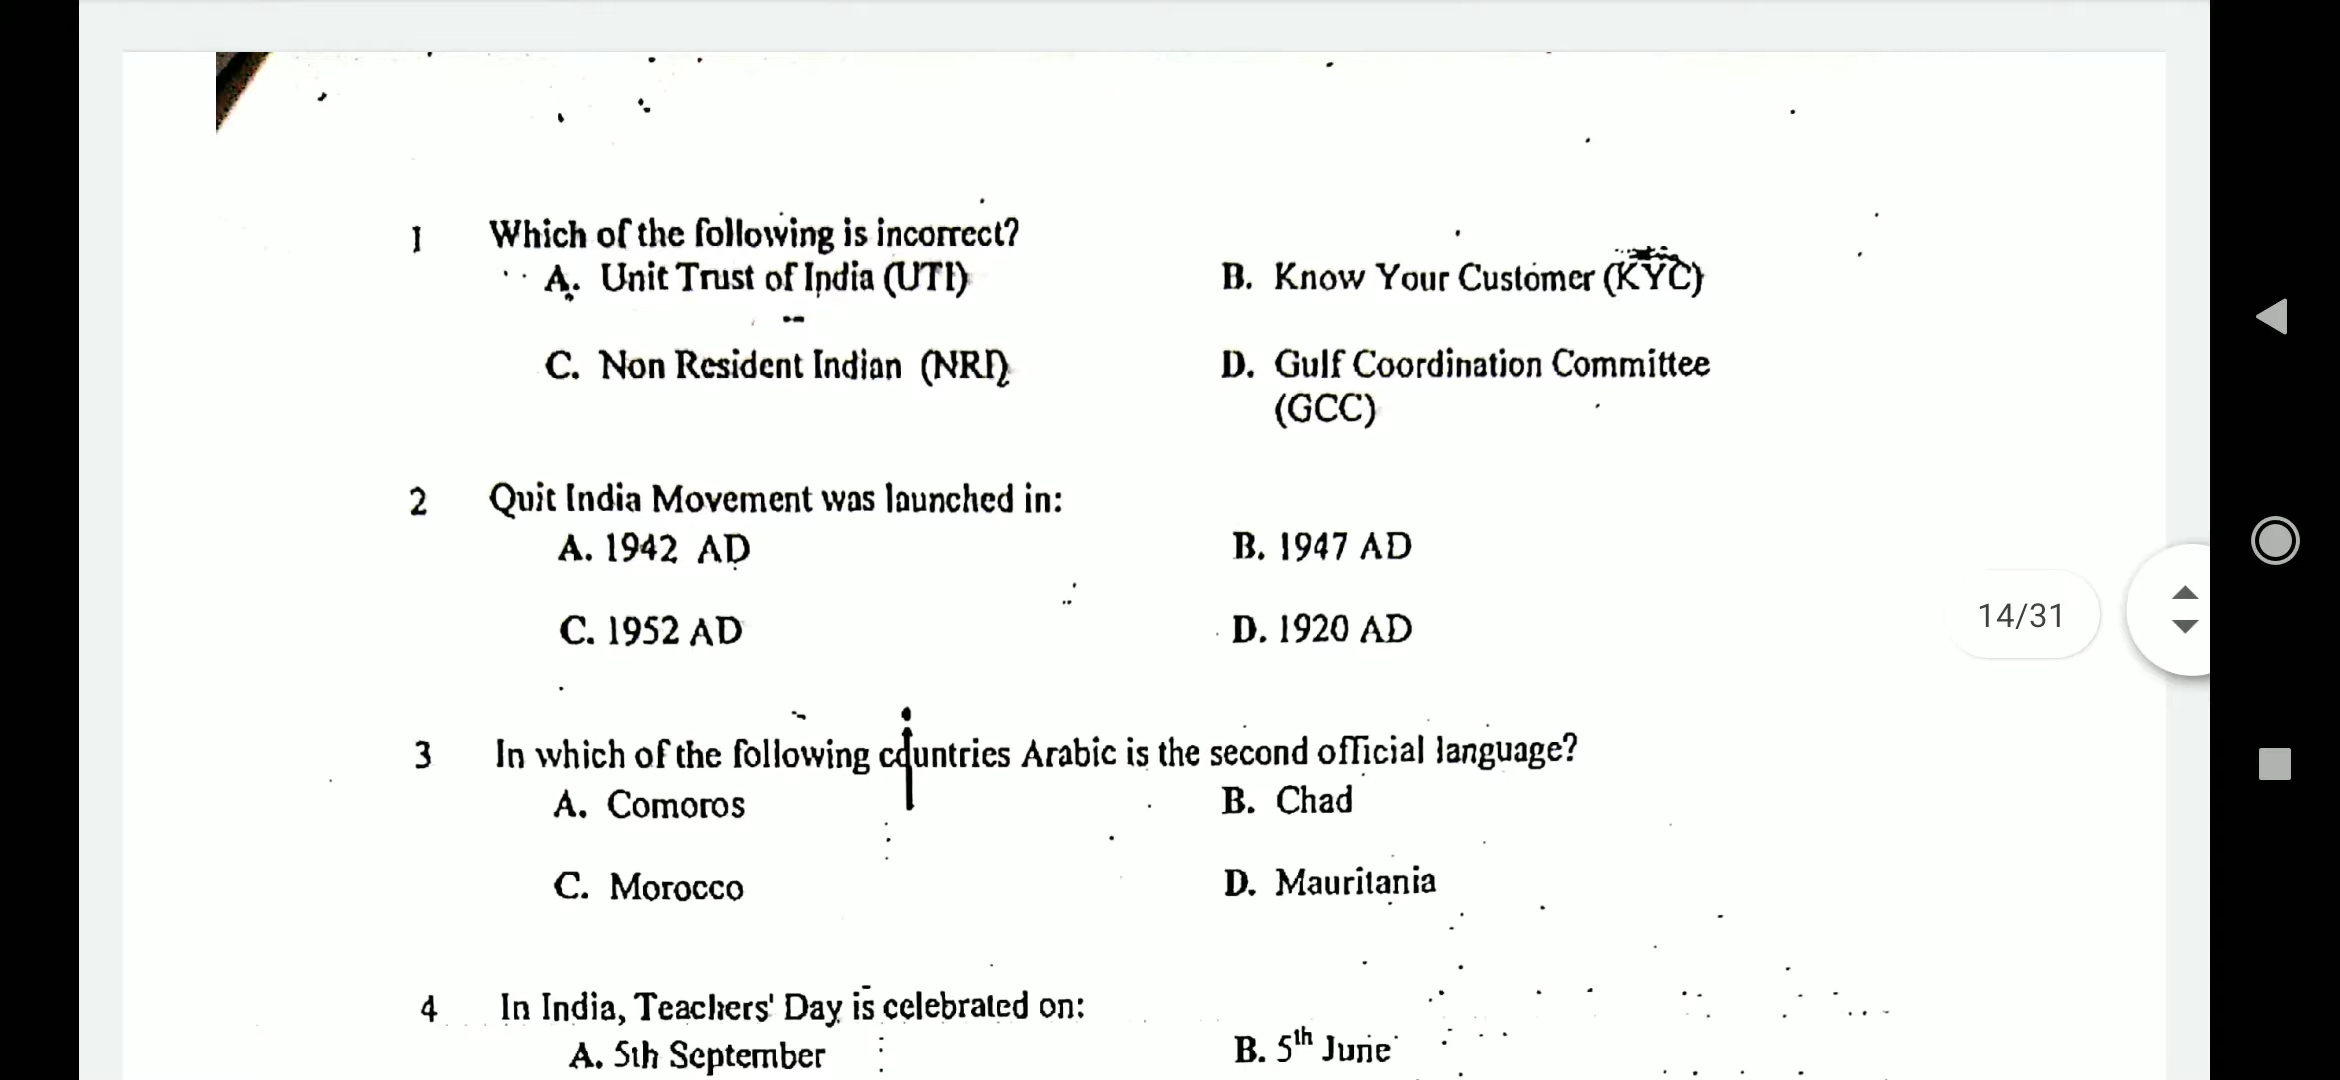 1 Which of the following is incorrect?
A. Unit Trust of India (UTI)
B. Know Your Customer (KYC)
C. Non Resident Indian (NRI)
D. Gulf Coordination Committee
(GCC)
2 Quit India Movement was launched in:
A. 1942 AD
B. 1947 AD
C. 1952 AD
D. 1920 AD
14/31
3 In which of the following countries Arabic is the second official language?
A. Comoros
B. Chad
C. Morocco
D. Mauritania
4 In India, Teachers' Day is celebrated on:
A. 5th September
B. 5th June